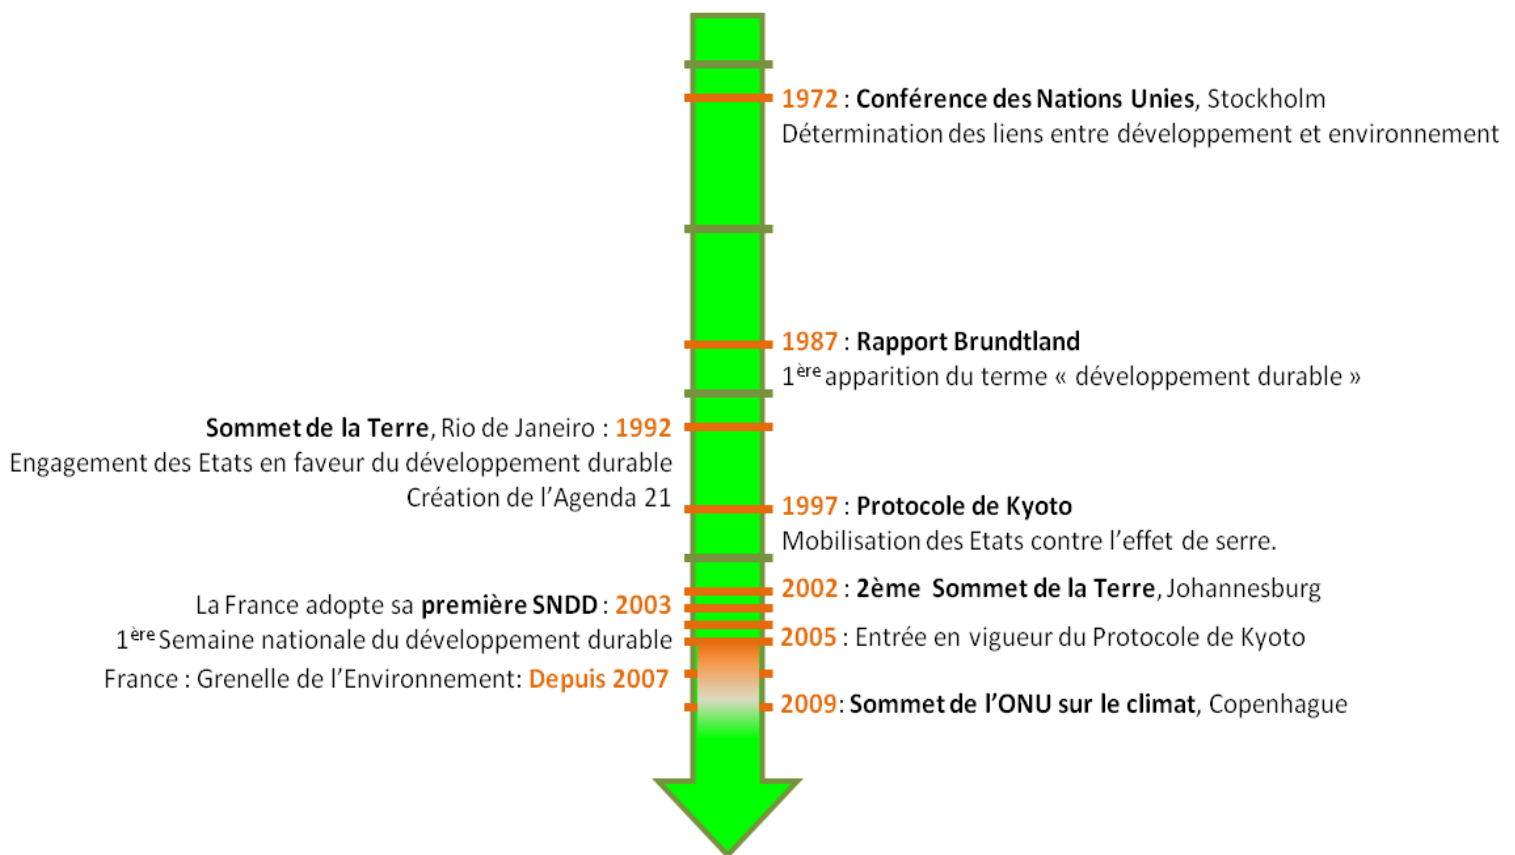 1972 : Conférence des Nations Unies, Stockholm
Détermination des liens entre développement et environnement
1987 : Rapport Brundtland
1ère apparition du terme « développement durable »
Sommet de la Terre, Rio de Janeiro : 1992
Engagement des Etats en faveur du développement durable
Création de l’Agenda 21
1997 : Protocole de Kyoto
Mobilisation des Etats contre l’effet de serre.
2002 : 2ème Sommet de la Terre, Johannesburg
La France adopte sa première SNDD : 2003
1ère Semaine nationale du développement durable
2005 : Entrée en vigueur du Protocole de Kyoto
France : Grenelle de l’Environnement: Depuis 2007
2009: Sommet de l’ONU sur le climat, Copenhague